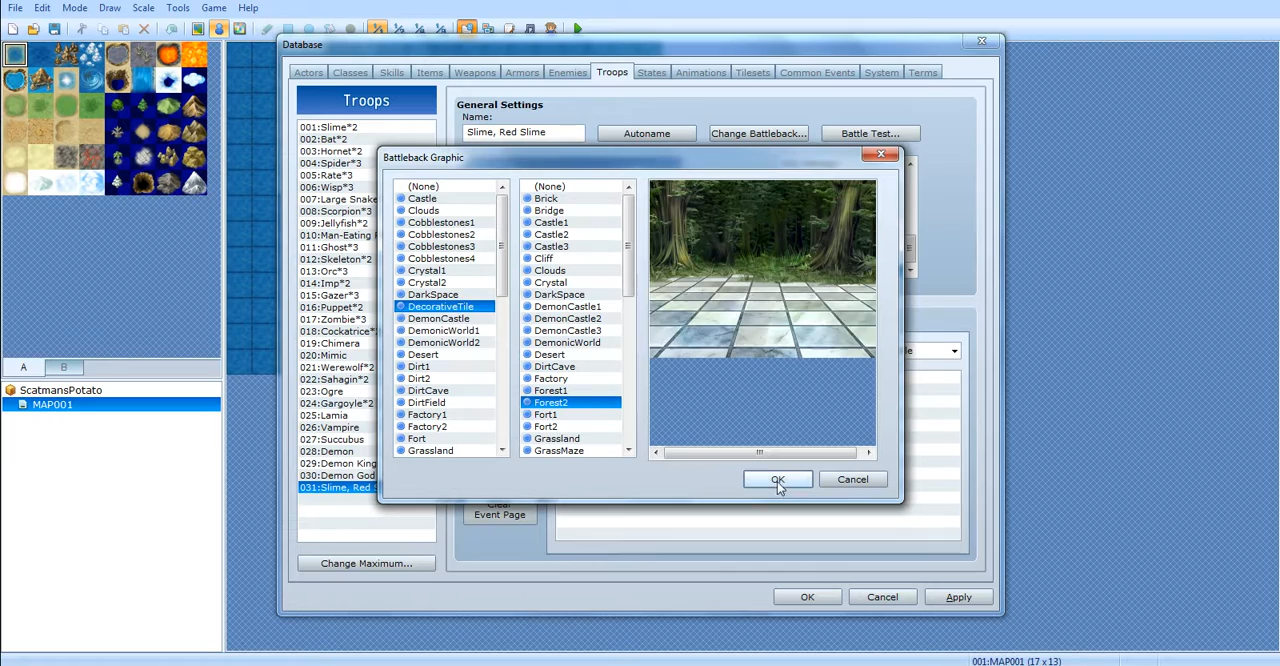 File Edit Mode Draw Scale Tools Game Help
Database
Actors Classes Skills Items Weapons Armors Enemies Troops States Animations Tilesets Common Events System Terms
Troops
001:Slime*2
002:Bat*2
003:Hornet*2
004:Spider*3
005:Rate*3
006:Wisp*3
007:Large Snake
008:Scorpion*3
009:Jellyfish*2
010:Man-Eating
011:Ghost*3
012:Skeleton*2
013:Orc*3
014:Imp*2
015:Gazer*3
016:Puppet*2
017:Zombie*3
018:Cockatrice*
019:Chimera
020:Mimic
021:Werewolf*2
022:Sahagin*2
023:Ogre
024:Gargoyle*2
025:Lamia
026:Vampire
027:Succubus
028:Demon
029:Demon King
030:Demon God
031:Slime, Red
Change Maximum...
General Settings
Name:
Slime, Red Slime
Autoname
Change Battleback...
Battle Test...
Battleback Graphic
(None)
Castle
Clouds
Cobblestones1
Cobblestones2
Cobblestones3
Cobblestones4
Crystal1
Crystal2
DarkSpace
DecorativeTile
DemonCastle
DemonicWorld1
DemonicWorld2
Desert
Dirt1
Dirt2
DirtCave
DirtField
Factory1
Factory2
Fort
Grassland
(None)
Brick
Bridge
Castle1
Castle2
Castle3
Cliff
Clouds
Crystal
DarkSpace
DemonCastle1
DemonCastle2
DemonCastle3
DemonicWorld
Desert
DirtCave
Factory
Forest1
Forest2
Fort1
Fort2
Grassland
GrassMaze
OK
Cancel
Clear
Event Page
OK
Cancel
Apply
A
B
ScatmansPotato
MAP001
001:MAP001 (17 x13)